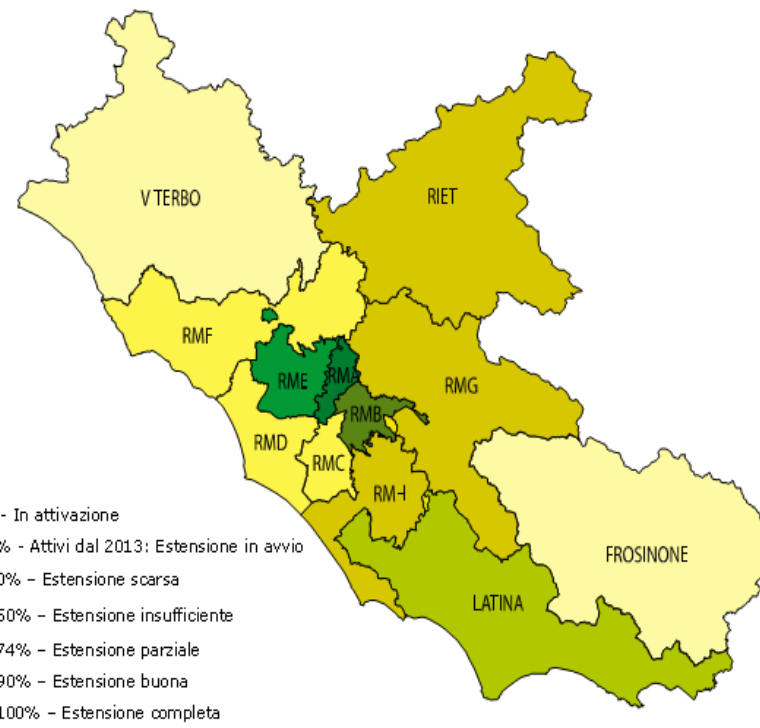 V TERBO
RIET
RMF
RME
RMA
RMG
RMB
RMD
RMC
RM-I
FROSINONE
LATINA
- In attivazione
% - Attivi dal 2013: Estensione in avvio
0% – Estensione scarsa
50% – Estensione insufficiente
74% – Estensione parziale
90% – Estensione buona
100% – Estensione completa